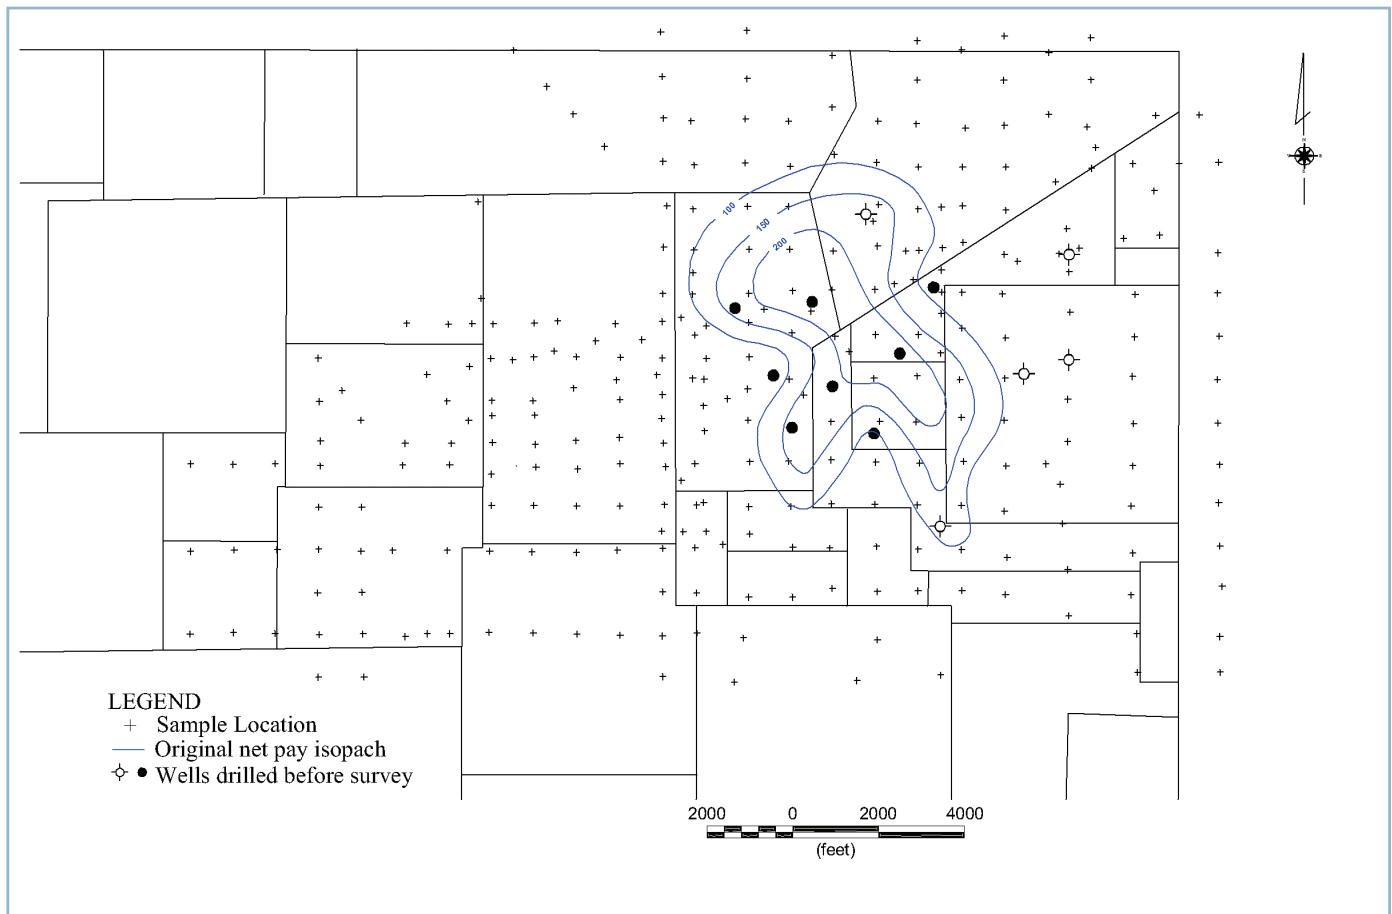 100
150
200
LEGEND
Sample Location
Original net pay isopach
Wells drilled before survey
2000 0 2000 4000
(feet)